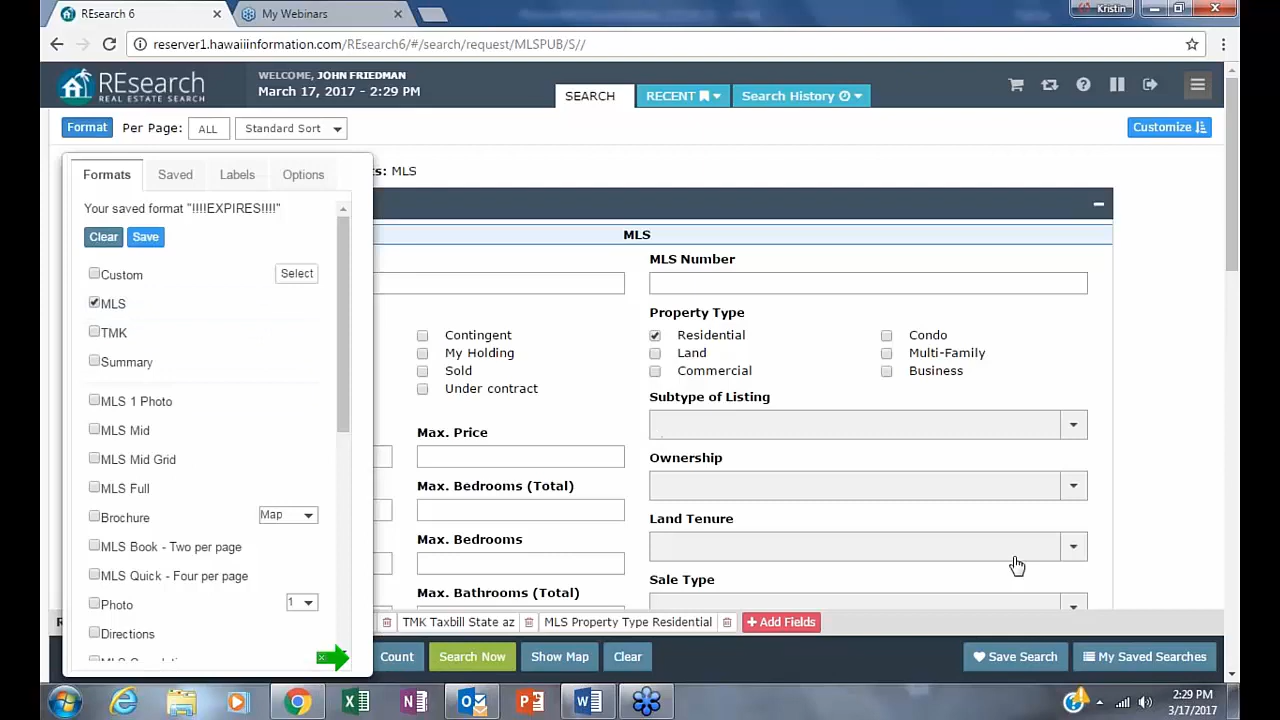 REsearch 6
My Webinars
Kristin
reserver1.hawaiiinformation.com/REsearch6/#/search/request/MLSPUB/S//
REsearch
REAL ESTATE SEARCH
WELCOME, JOHN FRIEDMAN
March 17, 2017 - 2:29 PM
SEARCH
RECENT
Search History
Format
Per Page:
ALL
Standard Sort
Customize
Formats
Saved
Labels
Options
s: MLS
Your saved format "!!!!EXPIRES!!!!"
Clear
Save
MLS
Custom
Select
MLS
TMK
Summary
MLS 1 Photo
MLS Mid
MLS Mid Grid
MLS Full
Brochure
Map
MLS Book - Two per page
MLS Quick - Four per page
Photo
1
Directions
Contingent
My Holding
Sold
Under contract
Max. Price
Max. Bedrooms (Total)
Max. Bedrooms
Max. Bathrooms (Total)
MLS Number
Property Type
Residential
Condo
Land
Multi-Family
Commercial
Business
Subtype of Listing
Ownership
Land Tenure
Sale Type
TMK Taxbill State az
MLS Property Type Residential
+ Add Fields
Count
Search Now
Show Map
Clear
Save Search
My Saved Searches
2:29 PM
3/17/2017